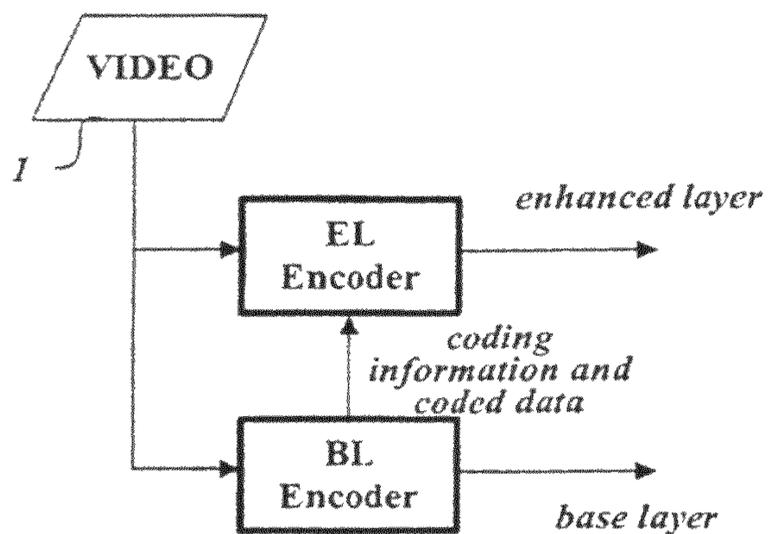 VIDEO
1
enhanced layer
EL
Encoder
coding
information and
coded data
BL
Encoder
base layer